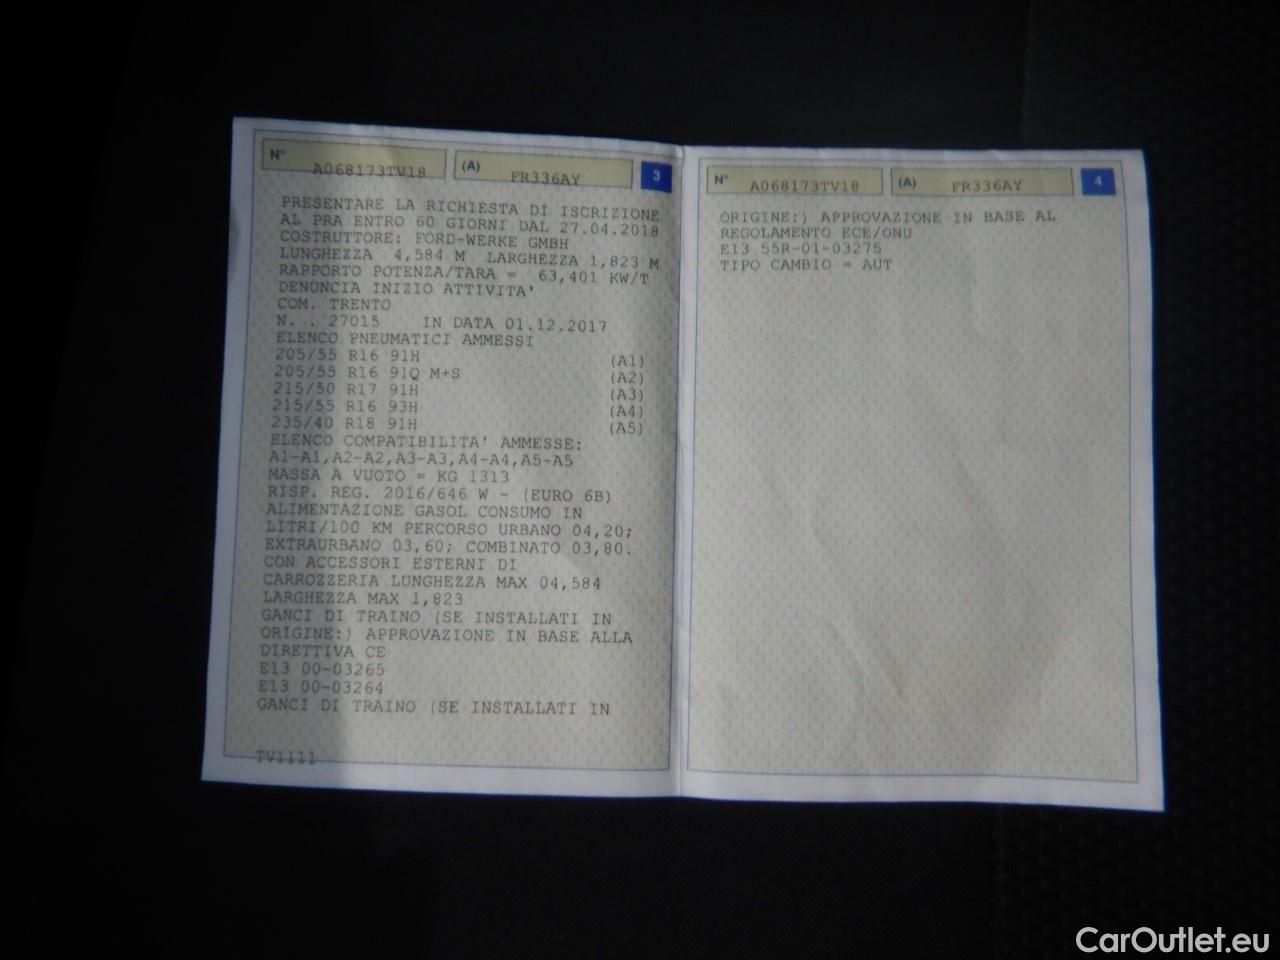 N° A068173TV18 (A) FR336AY 3
PRESENTARE LA RICHIESTA DI ISCRIZIONE
AL PRA ENTRO 60 GIORNI DAL 27.04.2018
COSTRUTTORE: FORD-WERKE GMBH
LUNGHEZZA 4,584 M LARGHEZZA 1,823 M
RAPPORTO POTENZA/TARA = 63,401 KW/T
DENUNCIA INIZIO ATTIVITA'
COM. TRENTO
N. . 27015 IN DATA 01.12.2017
ELENCO PNEUMATICI AMMESSI
205/55 R16 91H (A1)
205/55 R16 91Q M+S (A2)
215/50 R17 91H (A3)
215/55 R16 93H (A4)
235/40 R18 91H (A5)
ELENCO COMPATIBILITA' AMMESSE:
A1-A1,A2-A2,A3-A3,A4-A4,A5-A5
MASSA A VUOTO = KG 1313
RISP. REG. 2016/646 W - (EURO 6B)
ALIMENTAZIONE GASOL CONSUMO IN
LITRI/100 KM PERCORSO URBANO 04,20;
EXTRAURBANO 03,60; COMBINATO 03,80.
CON ACCESSORI ESTERNI DI
CARROZZERIA LUNGHEZZA MAX 04,584
LARGHEZZA MAX 1,823
GANCI DI TRAINO (SE INSTALLATI IN
ORIGINE:) APPROVAZIONE IN BASE ALLA
DIRETTIVA CE
E13 00-03265
E13 00-03264
GANCI DI TRAINO (SE INSTALLATI IN
TV1111
N° A068173TV18 (A) FR336AY 4
ORIGINE:) APPROVAZIONE IN BASE AL
REGOLAMENTO ECE/ONU
E13 55R-01-03275
TIPO CAMBIO = AUT
CarOutlet.eu